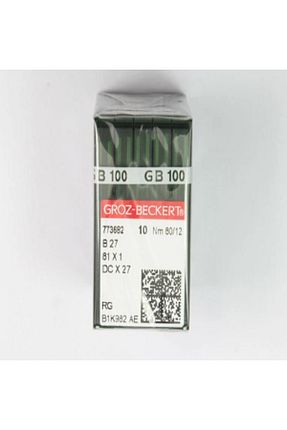 GB 100 GB 100
GROZ-BECKERT
773682 10 Nm 80/12
B 27
81 X 1
DC X 27
RG
B1K982 AE